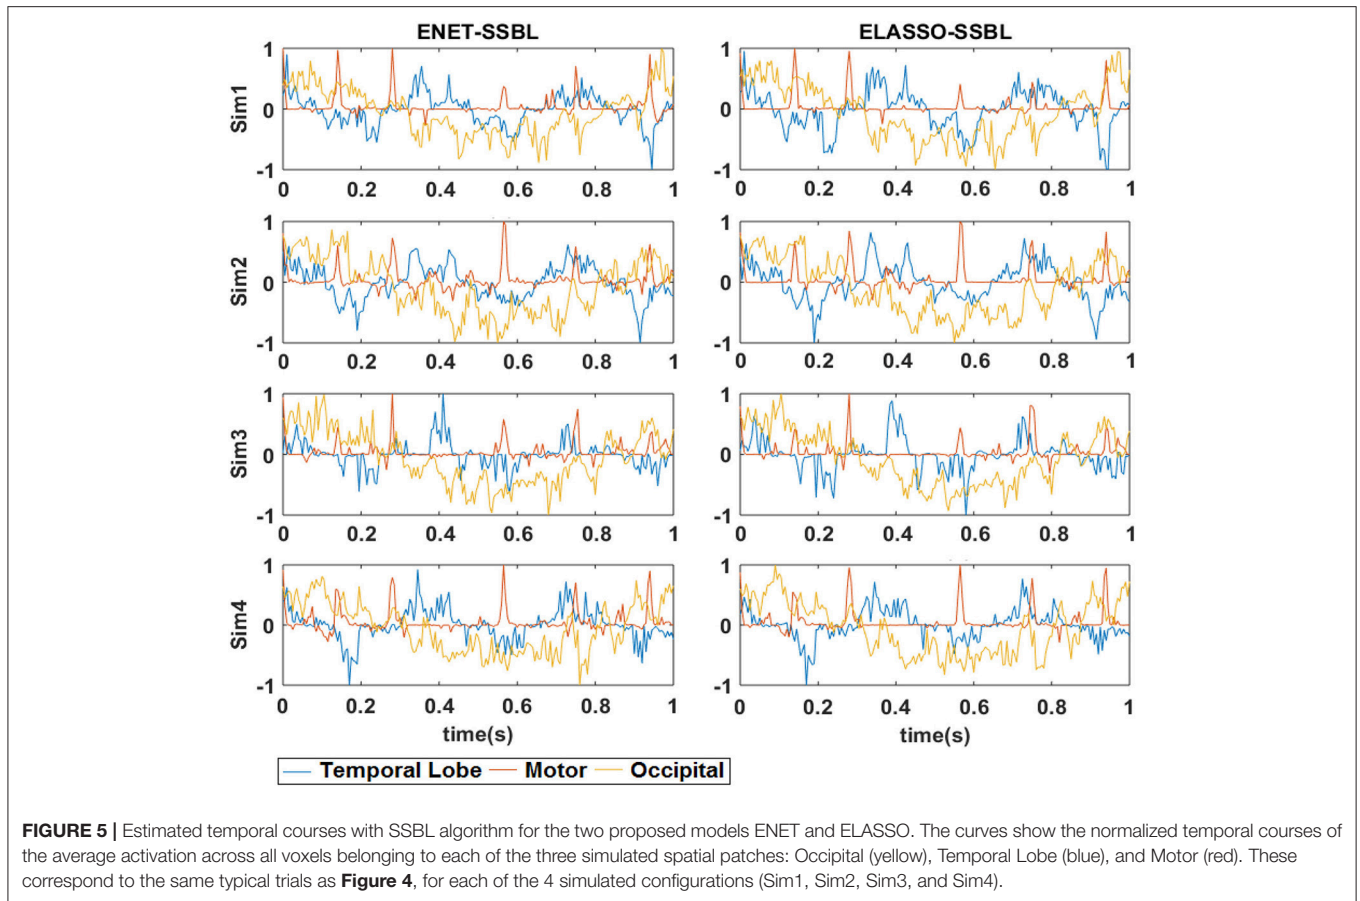 ENET-SSBL
ELASSO-SSBL
Sim1
1
0
-1
0 0.2 0.4 0.6 0.8 1
1
0
-1
0 0.2 0.4 0.6 0.8 1
Sim2
1
0
-1
0 0.2 0.4 0.6 0.8 1
1
0
-1
0 0.2 0.4 0.6 0.8 1
Sim3
1
0
-1
0 0.2 0.4 0.6 0.8 1
1
0
-1
0 0.2 0.4 0.6 0.8 1
Sim4
1
0
-1
0 0.2 0.4 0.6 0.8 1
time(s)
1
0
-1
0 0.2 0.4 0.6 0.8 1
time(s)
Temporal Lobe Motor Occipital
FIGURE 5 | Estimated temporal courses with SSBL algorithm for the two proposed models ENET and ELASSO. The curves show the normalized temporal courses of
the average activation across all voxels belonging to each of the three simulated spatial patches: Occipital (yellow), Temporal Lobe (blue), and Motor (red). These
correspond to the same typical trials as Figure 4, for each of the 4 simulated configurations (Sim1, Sim2, Sim3, and Sim4).